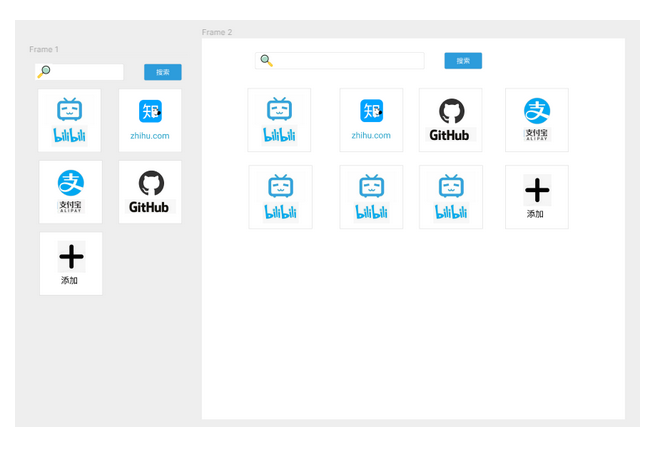 Frame 1
搜索
bilibili
知
zhihu.com
支
支付宝
ALIPAY
GitHub
添加
Frame 2
搜索
bilibili
知
zhihu.com
GitHub
支
支付宝
ALIPAY
bilibili
bilibili
bilibili
添加